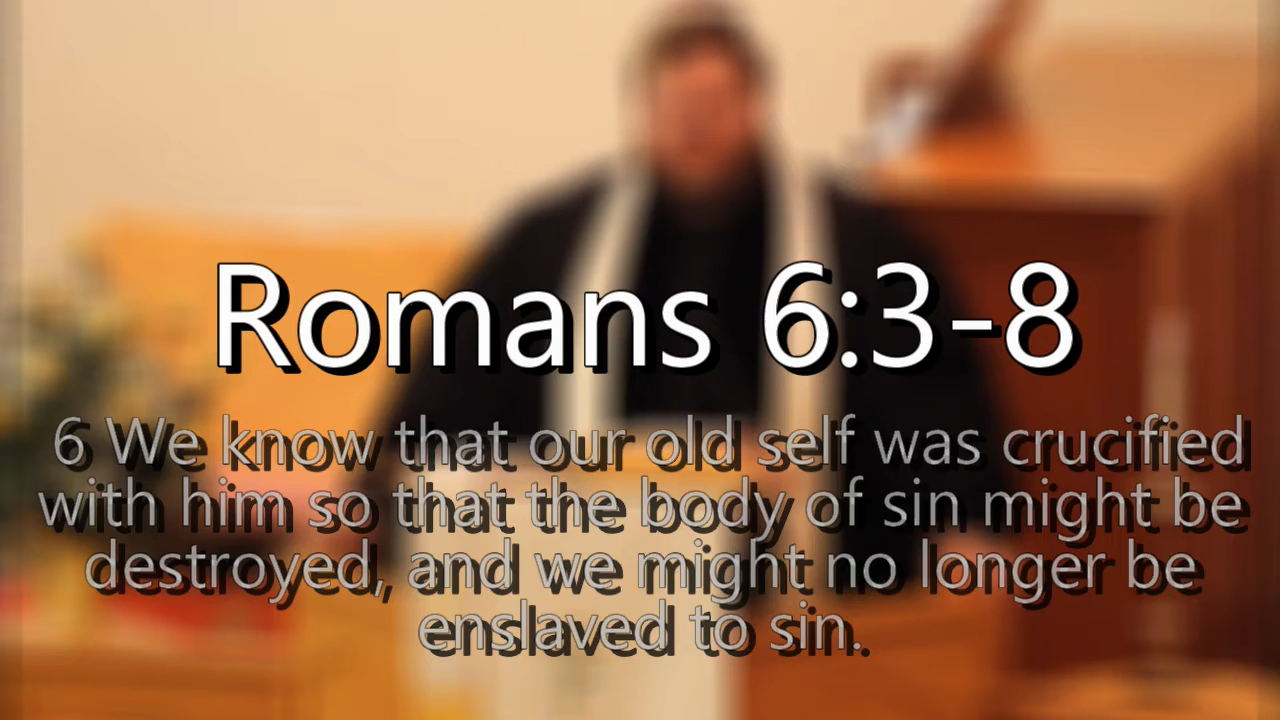 Romans 6:3-8
6 We know that our old self was crucified
with him so that the body of sin might be
destroyed, and we might no longer be
enslaved to sin.